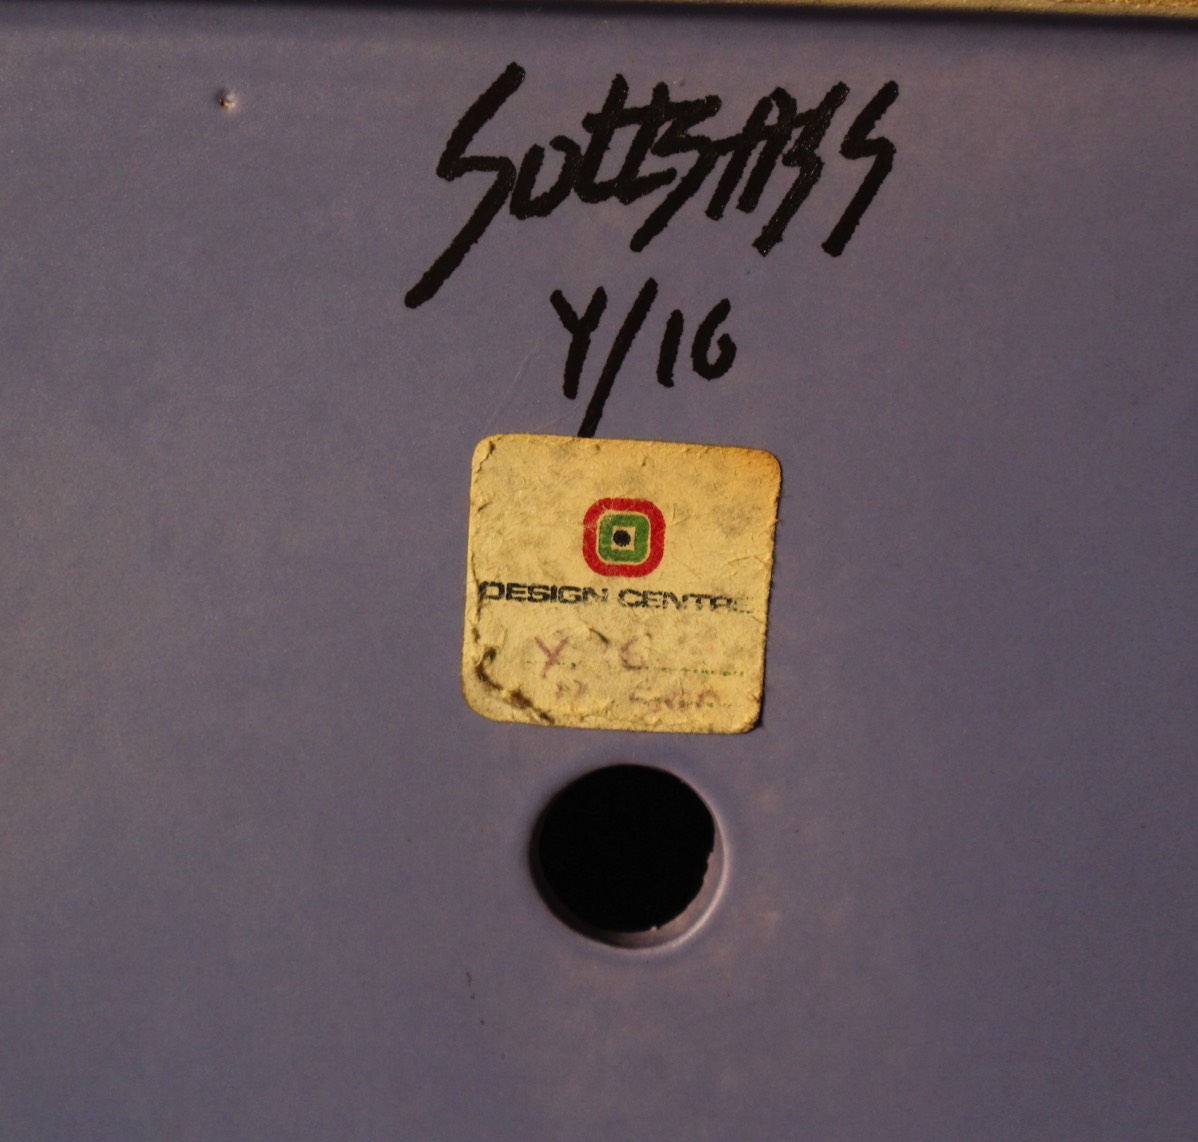 SottSASS
Y/16
DESIGN CENTRE